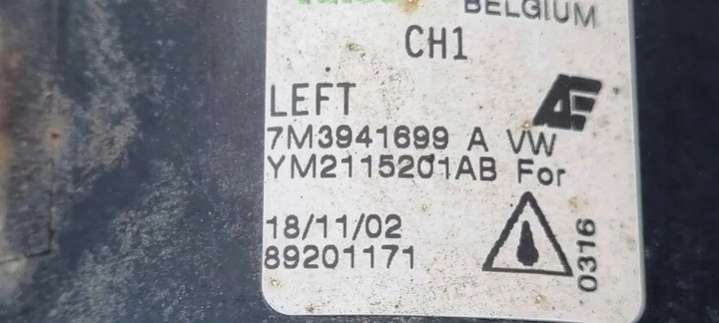 BELGIUM
CH1
LEFT
7M3941699 A VW
YM2115201AB For
18/11/02
89201171
0316